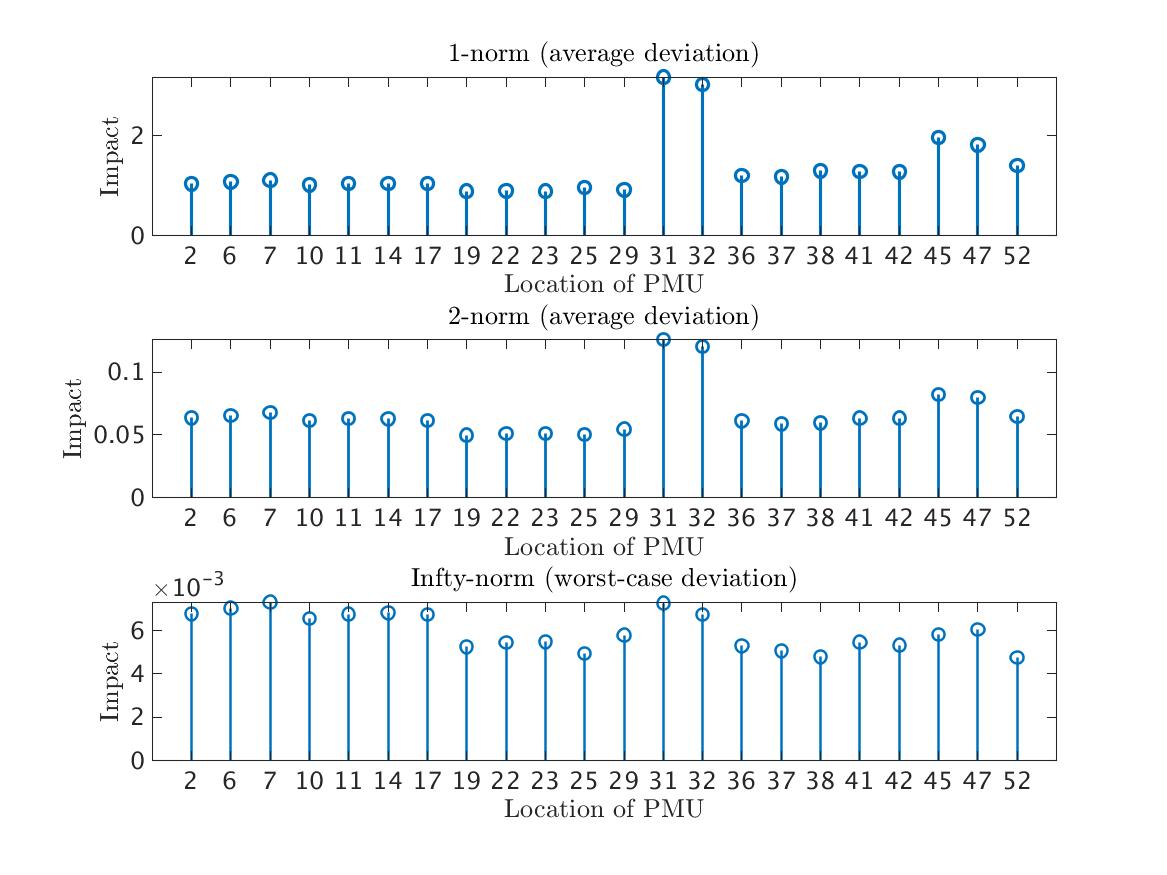 1-norm (average deviation)
Impact
2
0
2 6 7 10 11 14 17 19 22 23 25 29 31 32 36 37 38 41 42 45 47 52
Location of PMU
2-norm (average deviation)
Impact
0.1
0.05
0
2 6 7 10 11 14 17 19 22 23 25 29 31 32 36 37 38 41 42 45 47 52
Location of PMU
Infty-norm (worst-case deviation)
×10⁻³
Impact
6
4
2
0
2 6 7 10 11 14 17 19 22 23 25 29 31 32 36 37 38 41 42 45 47 52
Location of PMU